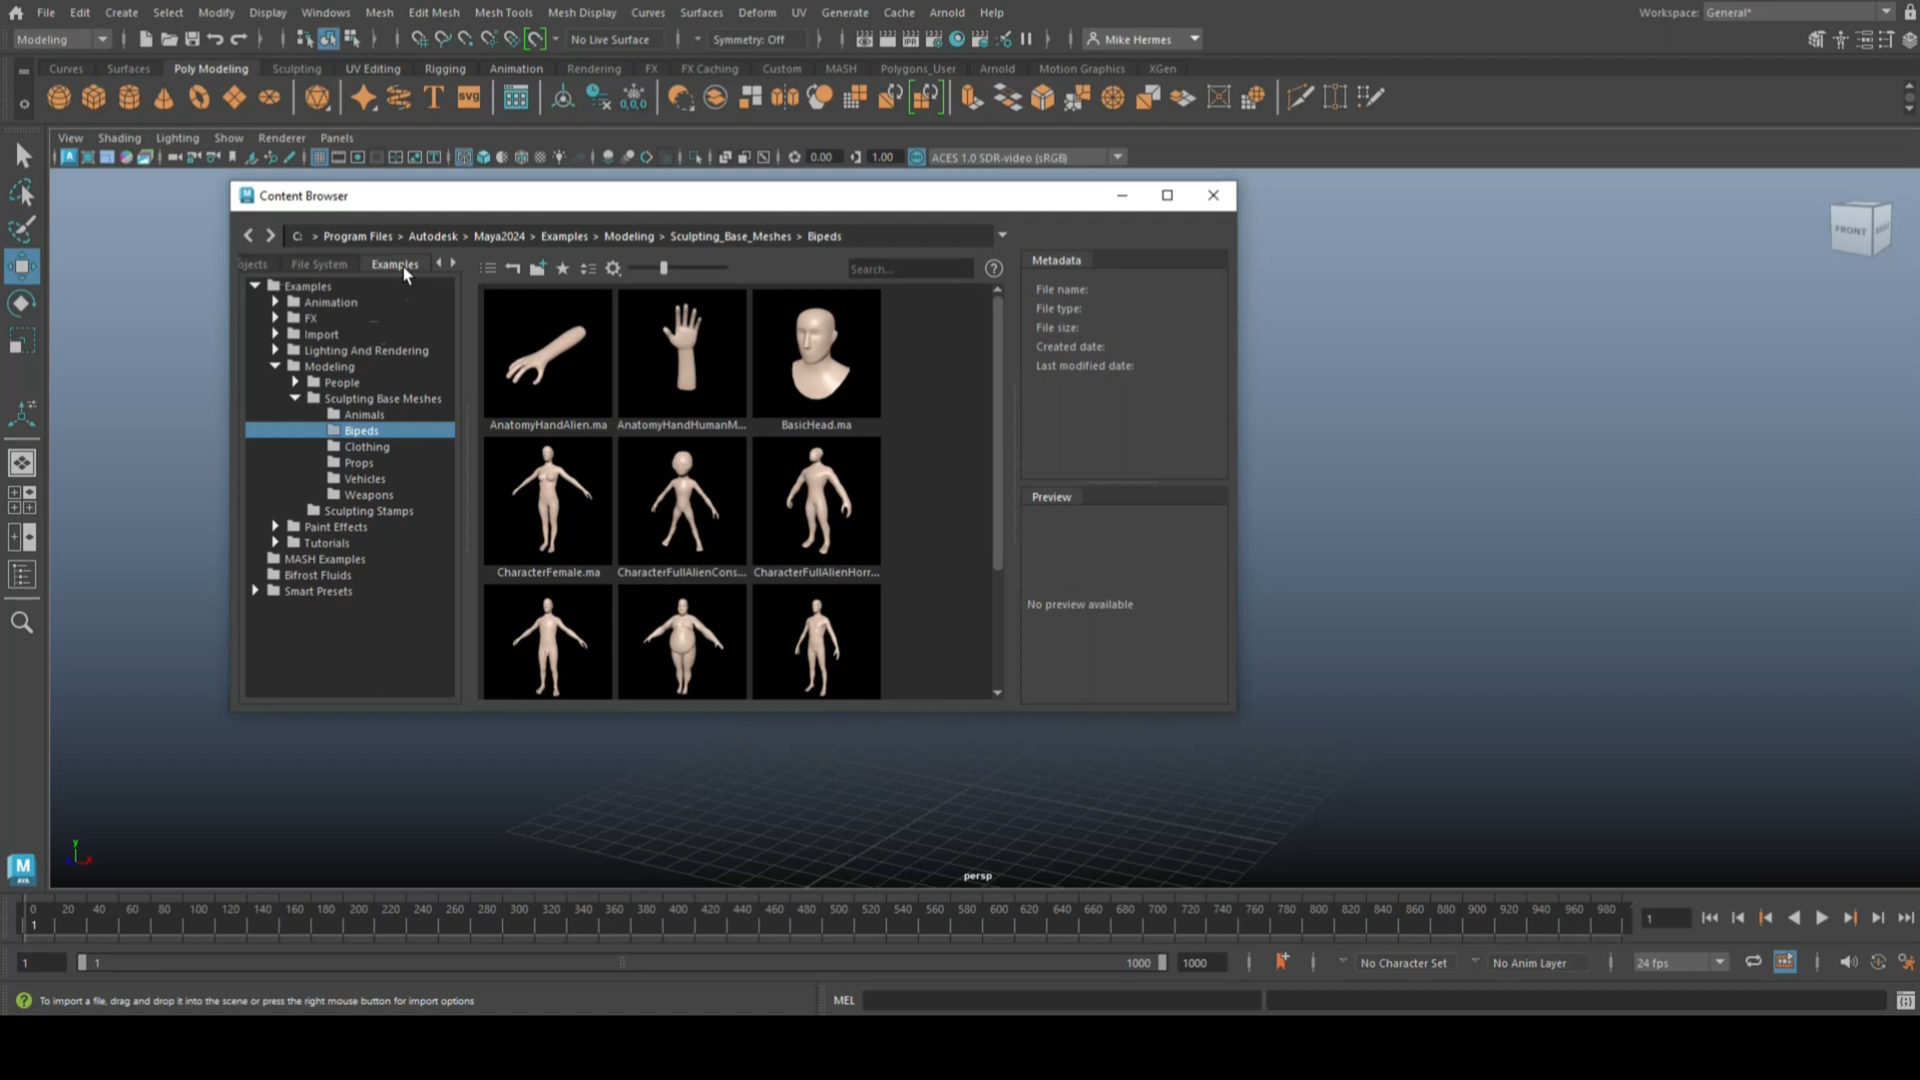 File Edit Create Select Modify Display Windows Mesh Edit Mesh Mesh Tools Mesh Display Curves Surfaces Deform UV Generate Cache Arnold Help Workspace: General*
Modeling No Live Surface Symmetry: Off Mike Hermes
Curves Surfaces Poly Modeling Sculpting UV Editing Rigging Animation Rendering FX FX Caching Custom MASH Polygons_User Arnold Motion Graphics XGen
T SVG 0,0,0
View Shading Lighting Show Renderer Panels
0.00 1.00 ACES 1.0 SDR-video (sRGB)
Content Browser
C: > Program Files > Autodesk > Maya2024 > Examples > Modeling > Sculpting_Base_Meshes > Bipeds
ojects File System Examples
Search...
Examples
Animation
FX
Import
Lighting And Rendering
Modeling
People
Sculpting Base Meshes
Animals
Bipeds
Clothing
Props
Vehicles
Weapons
Sculpting Stamps
Paint Effects
Tutorials
MASH Examples
Bifrost Fluids
Smart Presets
AnatomyHandAlien.ma AnatomyHandHumanM... BasicHead.ma
CharacterFemale.ma CharacterFullAlienCons... CharacterFullAlienHorr...
Metadata
File name:
File type:
File size:
Created date:
Last modified date:
Preview
No preview available
FRONT RIGHT
y
x
persp
M
AYA
0 20 40 60 80 100 120 140 160 180 200 220 240 260 280 300 320 340 360 380 400 420 440 460 480 500 520 540 560 580 600 620 640 660 680 700 720 740 760 780 800 820 840 860 880 900 920 940 960 980
1
1
1 1 1000 1000 No Character Set No Anim Layer 24 fps
To import a file, drag and drop it into the scene or press the right mouse button for import options MEL